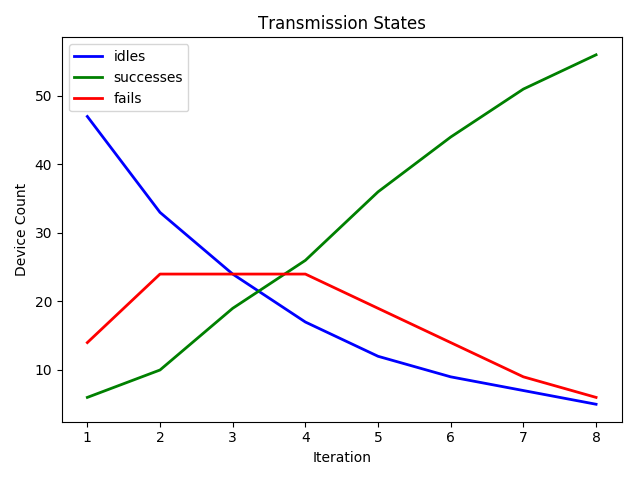 Transmission States
idles
successes
fails
Device Count
50
40
30
20
10
1 2 3 4 5 6 7 8
Iteration